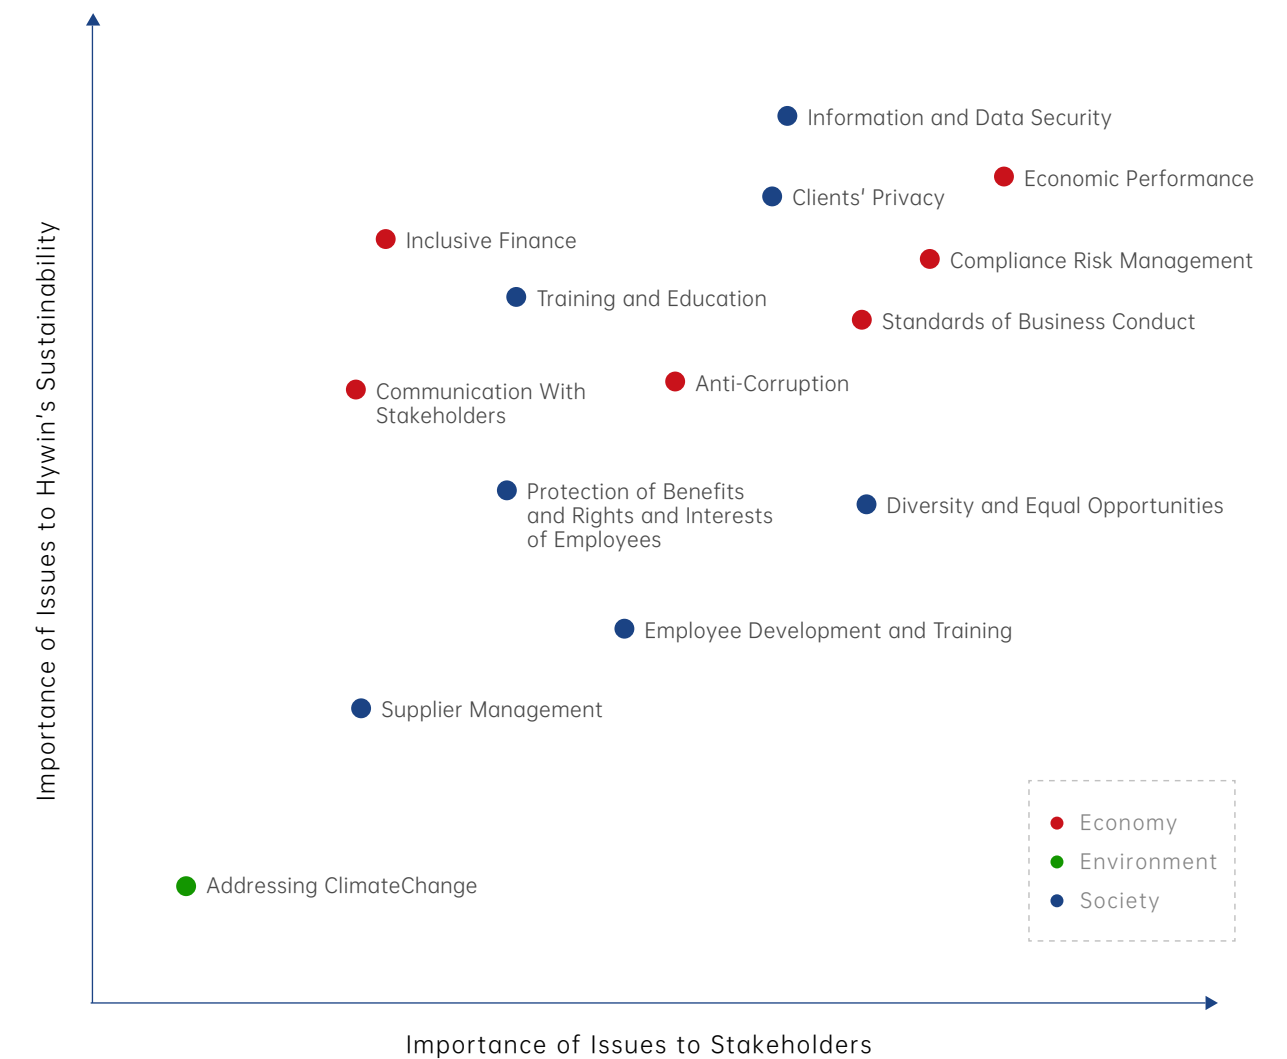 Importance of Issues to Hywin's Sustainability
Information and Data Security
Economic Performance
Clients' Privacy
Inclusive Finance
Compliance Risk Management
Training and Education
Standards of Business Conduct
Anti-Corruption
Communication With
Stakeholders
Protection of Benefits
and Rights and Interests
of Employees
Diversity and Equal Opportunities
Employee Development and Training
Supplier Management
Addressing ClimateChange
Economy
Environment
Society
Importance of Issues to Stakeholders